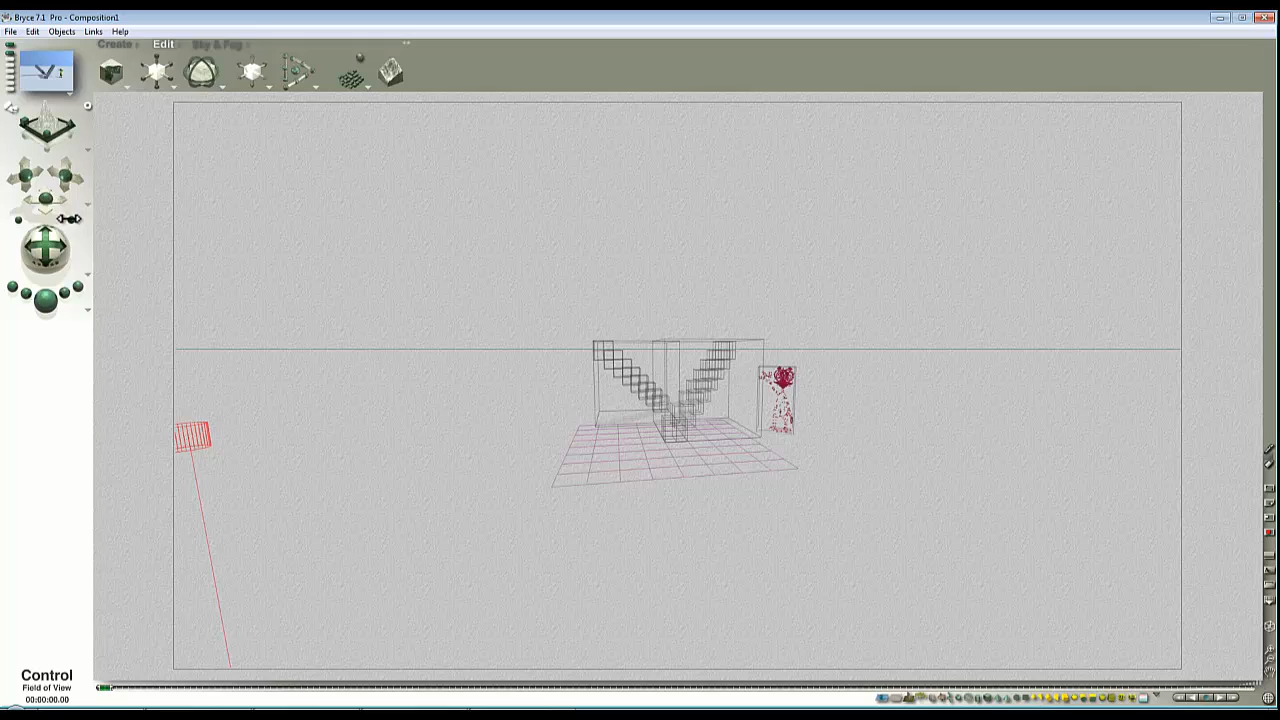 Bryce 7.1 Pro - Composition1
File Edit Objects Links Help
Create Edit Sky & Fog
Control
Field of View
00:00:00.00